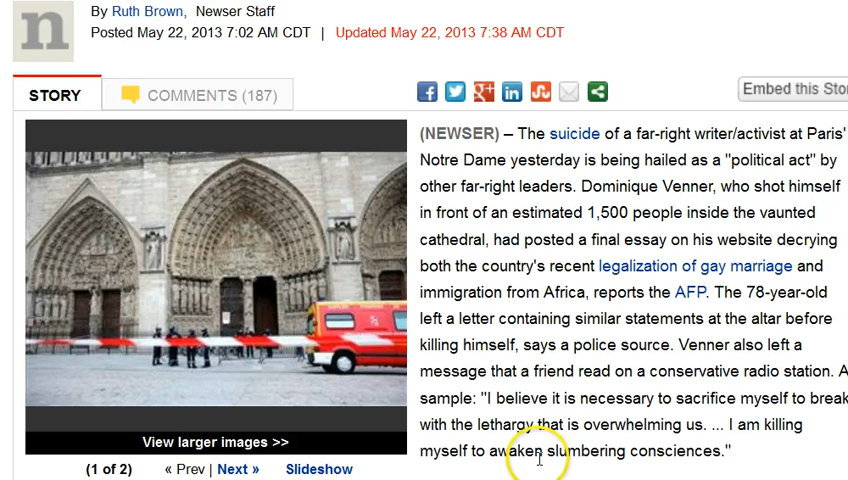 n
By Ruth Brown, Newser Staff
Posted May 22, 2013 7:02 AM CDT | Updated May 22, 2013 7:38 AM CDT
STORY
COMMENTS (187)
Embed this Stor
(NEWSER) – The suicide of a far-right writer/activist at Paris'
Notre Dame yesterday is being hailed as a "political act" by
other far-right leaders. Dominique Venner, who shot himself
in front of an estimated 1,500 people inside the vaunted
cathedral, had posted a final essay on his website decrying
both the country's recent legalization of gay marriage and
immigration from Africa, reports the AFP. The 78-year-old
left a letter containing similar statements at the altar before
killing himself, says a police source. Venner also left a
message that a friend read on a conservative radio station. A
sample: "I believe it is necessary to sacrifice myself to break
with the lethargy that is overwhelming us. ... I am killing
myself to awaken slumbering consciences."
View larger images >>
(1 of 2) « Prev | Next » Slideshow